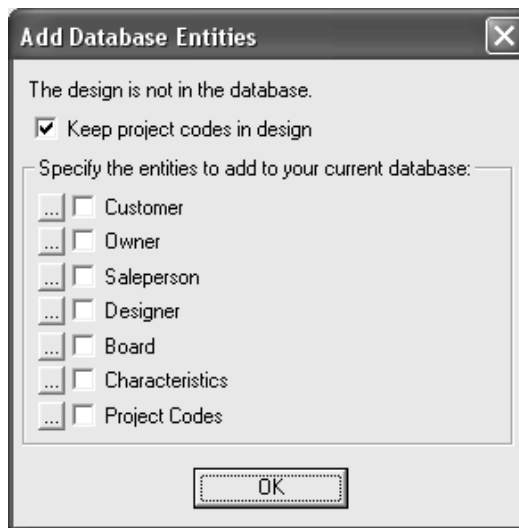 Add Database Entities
The design is not in the database.
Keep project codes in design
Specify the entities to add to your current database:
... Customer
... Owner
... Saleperson
... Designer
... Board
... Characteristics
... Project Codes
OK